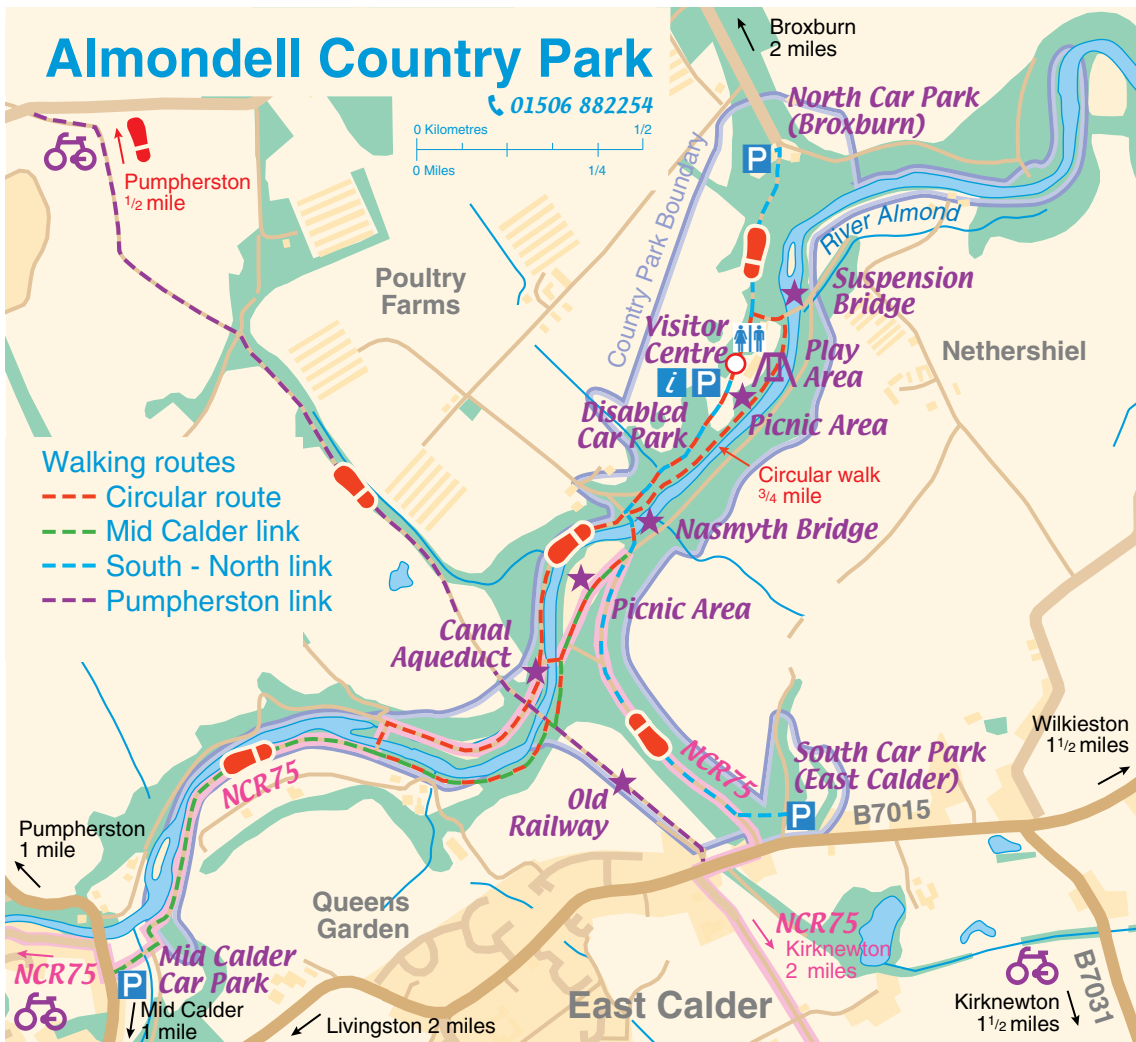 Almondell Country Park
01506 882254
0 Kilometres 1/2
0 Miles 1/4
Broxburn
2 miles
North Car Park
(Broxburn)
P
Pumpherston
1/2 mile
Country Park Boundary
River Almond
Poultry
Farms
Suspension
Bridge
Visitor
Centre
Play
Area
Nethershiel
i P
Disabled
Car Park
Picnic Area
Circular walk
3/4 mile
Walking routes
Circular route
Mid Calder link
South - North link
Pumpherston link
Nasmyth Bridge
Picnic Area
Canal
Aqueduct
Wilkieston
1 1/2 miles
South Car Park
(East Calder)
P
NCR75
NCR75
B7015
Old
Railway
Pumpherston
1 mile
Queens
Garden
NCR75
Kirknewton
2 miles
Mid Calder
Car Park
NCR75
P
Mid Calder
1 mile
Livingston 2 miles
East Calder
Kirknewton
1 1/2 miles
B7031